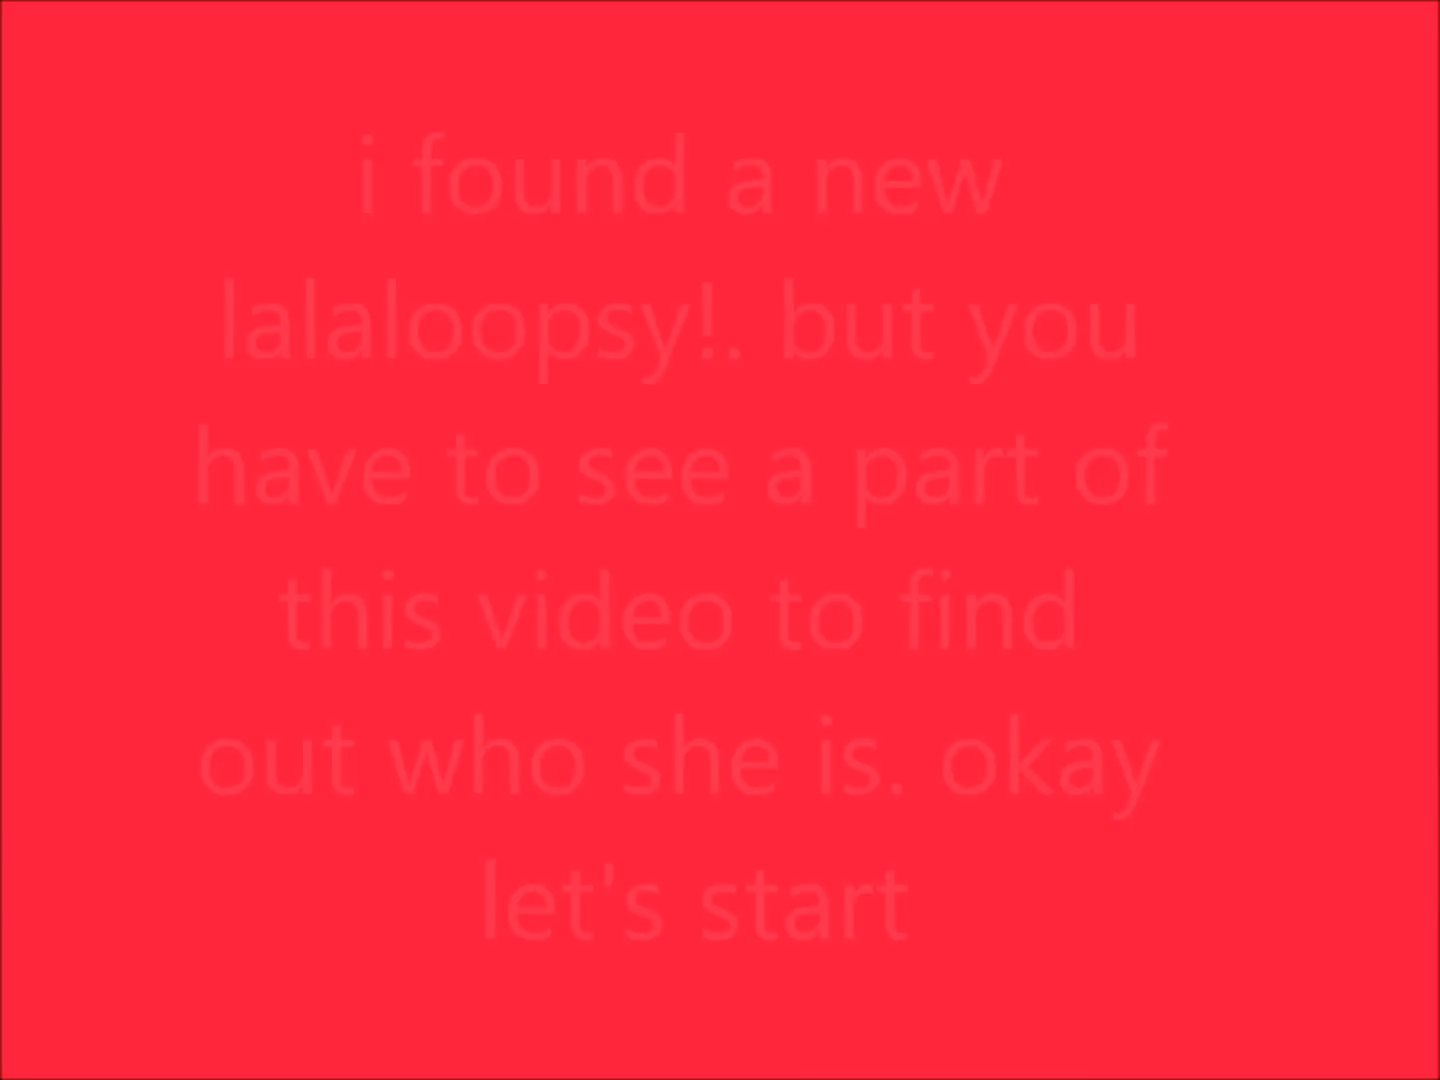 i found a new
lalaloopsy!. but you
have to see a part of
this video to find
out who she is. okay
let's start